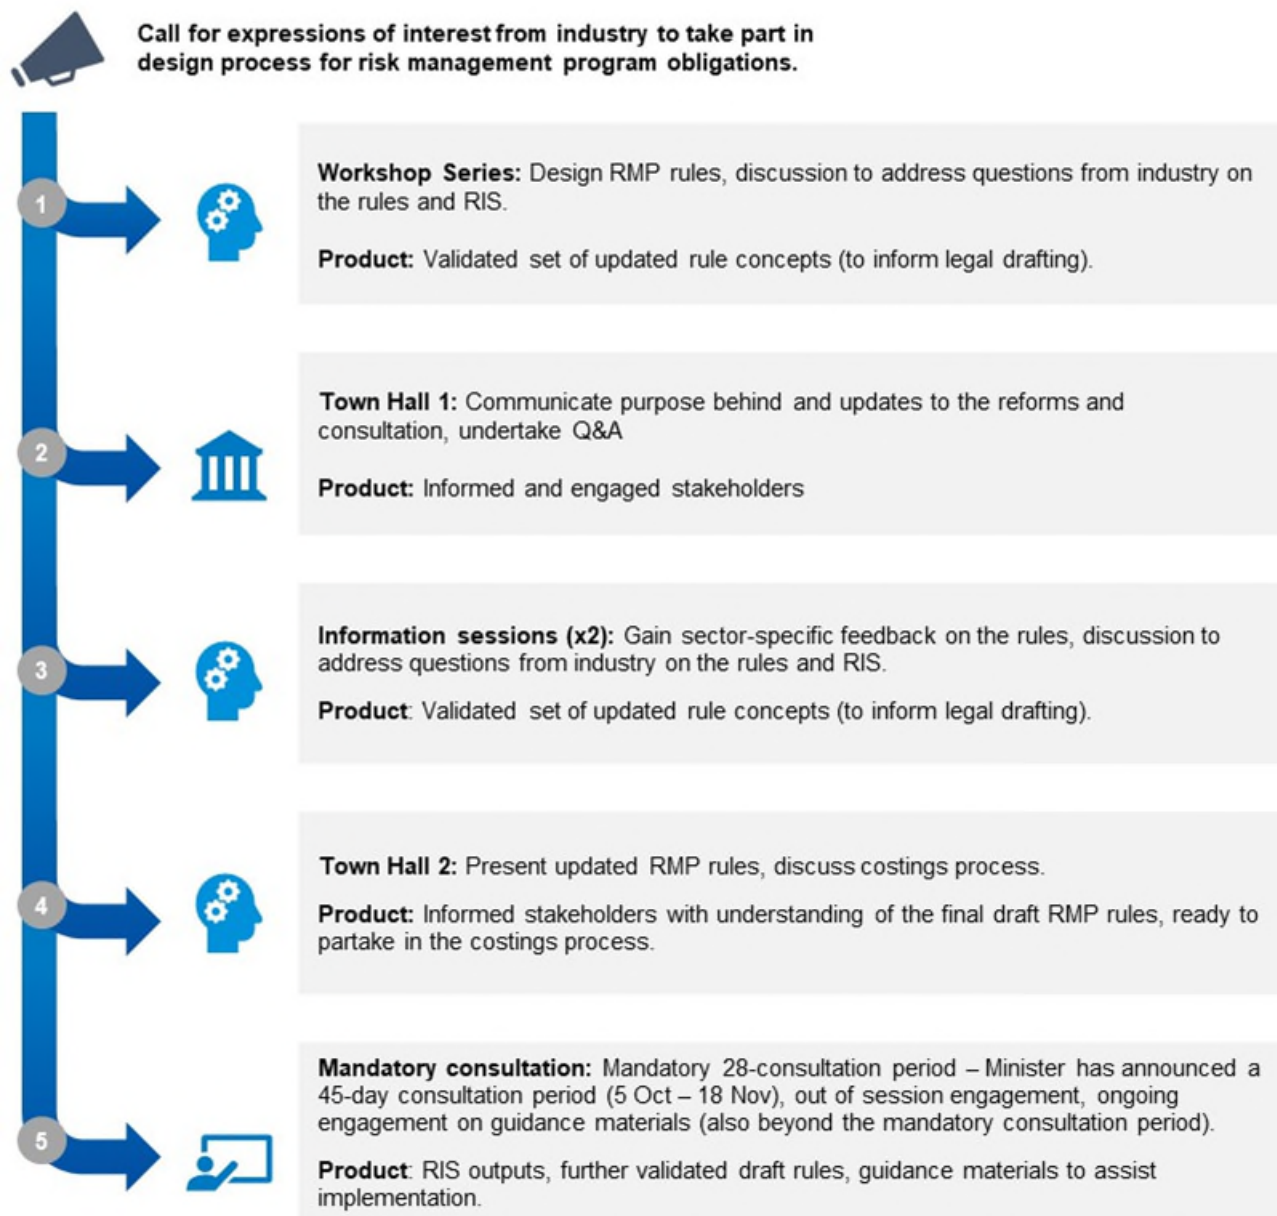 Call for expressions of interest from industry to take part in
design process for risk management program obligations.
1
Workshop Series: Design RMP rules, discussion to address questions from industry on
the rules and RIS.
Product: Validated set of updated rule concepts (to inform legal drafting).
2
Town Hall 1: Communicate purpose behind and updates to the reforms and
consultation, undertake Q&A
Product: Informed and engaged stakeholders
3
Information sessions (x2): Gain sector-specific feedback on the rules, discussion to
address questions from industry on the rules and RIS.
Product: Validated set of updated rule concepts (to inform legal drafting).
4
Town Hall 2: Present updated RMP rules, discuss costings process.
Product: Informed stakeholders with understanding of the final draft RMP rules, ready to
partake in the costings process.
5
Mandatory consultation: Mandatory 28-consultation period – Minister has announced a
45-day consultation period (5 Oct – 18 Nov), out of session engagement, ongoing
engagement on guidance materials (also beyond the mandatory consultation period).
Product: RIS outputs, further validated draft rules, guidance materials to assist
implementation.